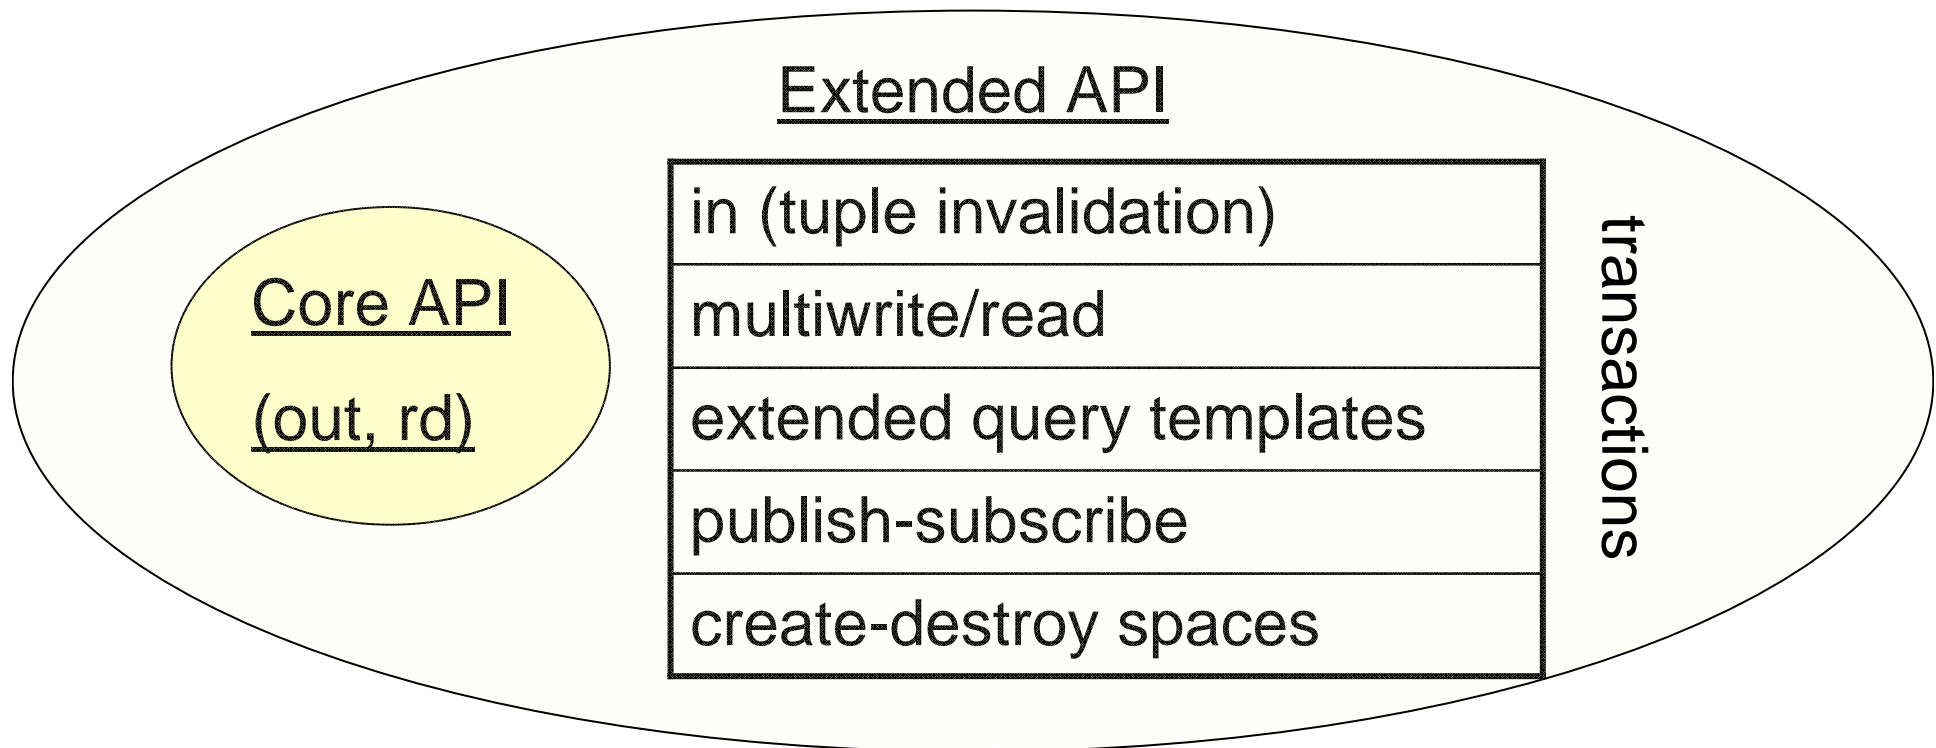 Extended API
Core API
(out, rd)
in (tuple invalidation)
multiwrite/read
extended query templates
publish-subscribe
create-destroy spaces
transactions